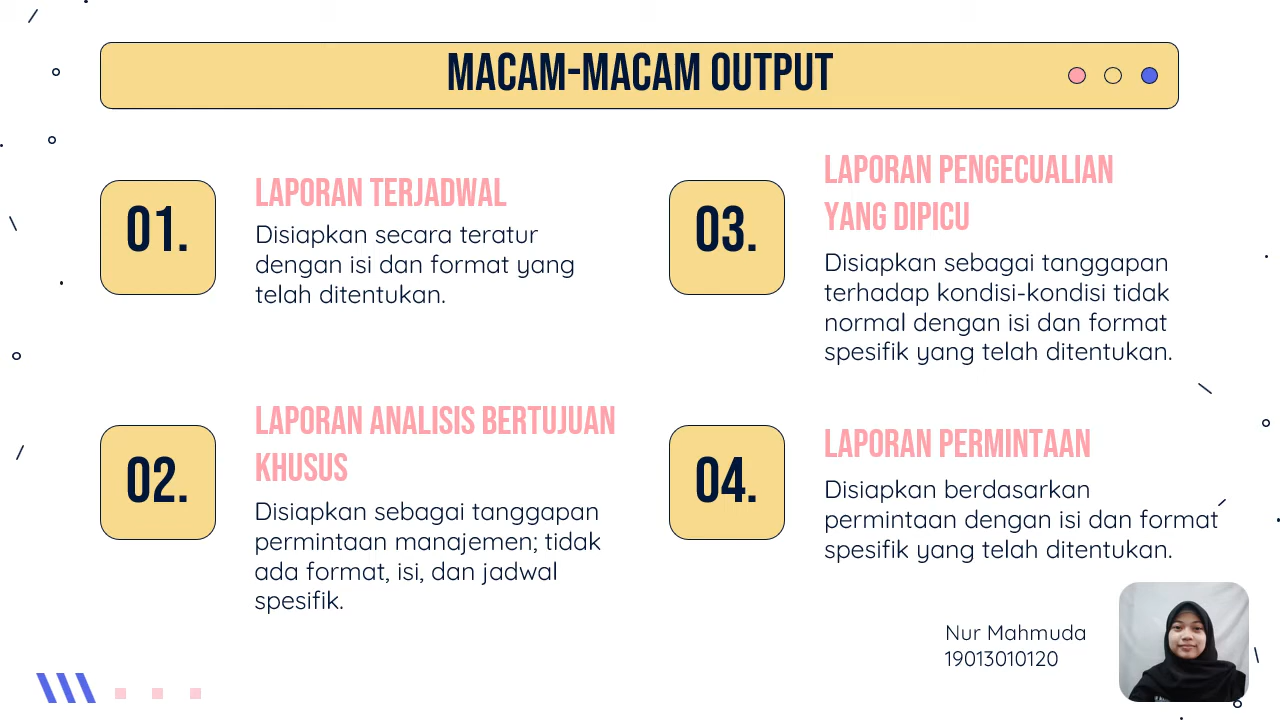 MACAM-MACAM OUTPUT
01.
LAPORAN TERJADWAL
Disiapkan secara teratur
dengan isi dan format yang
telah ditentukan.
02.
LAPORAN ANALISIS BERTUJUAN
KHUSUS
Disiapkan sebagai tanggapan
permintaan manajemen; tidak
ada format, isi, dan jadwal
spesifik.
03.
LAPORAN PENGECUALIAN
YANG DIPICU
Disiapkan sebagai tanggapan
terhadap kondisi-kondisi tidak
normal dengan isi dan format
spesifik yang telah ditentukan.
04.
LAPORAN PERMINTAAN
Disiapkan berdasarkan
permintaan dengan isi dan format
spesifik yang telah ditentukan.
Nur Mahmuda
19013010120